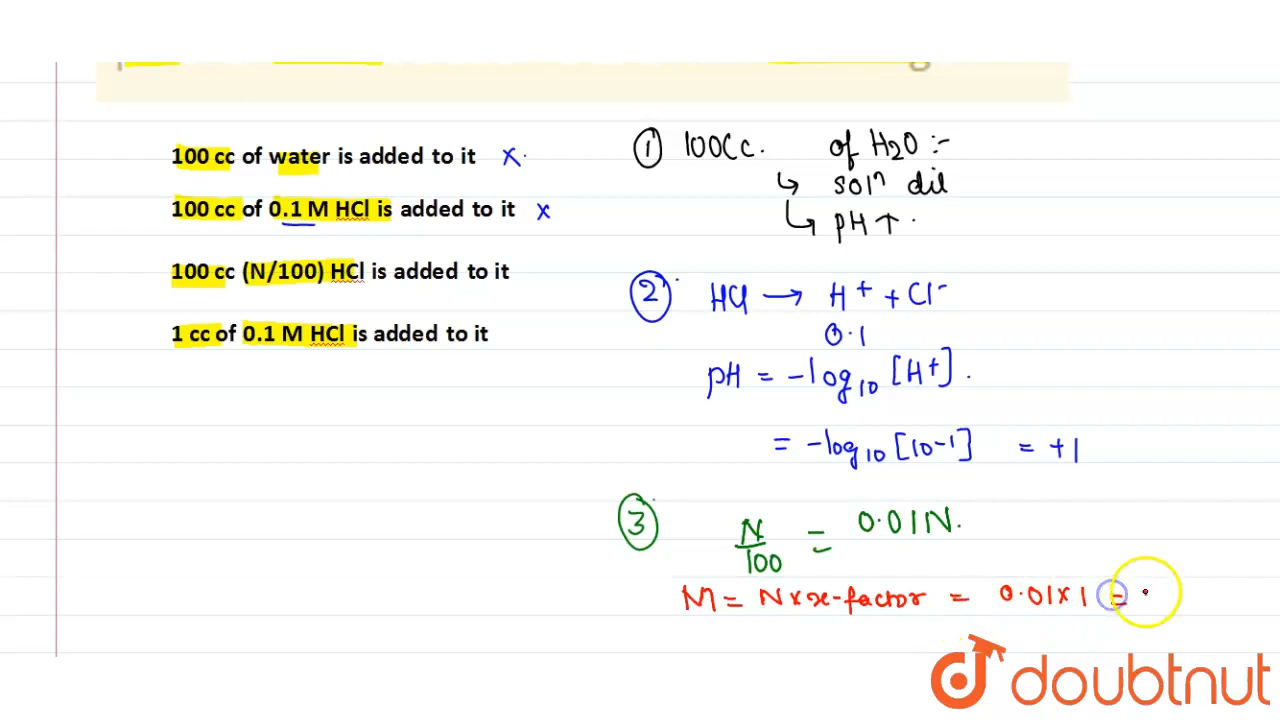 100 cc of water is added to it x.
100 cc of 0.1 M HCl is added to it x
100 cc (N/100) HCl is added to it
1 cc of 0.1 M HCl is added to it
① 100Cc. of H2O :-
↳ solⁿ dil
↳ pH ↑ .
② HCl → H+ + Cl-
0.1
pH = -log10 [H+] .
= -log10 [10-1] = +1
③ N/100 = 0.01N.
M = N x x-factor = 0.01x1 =
doubtnut